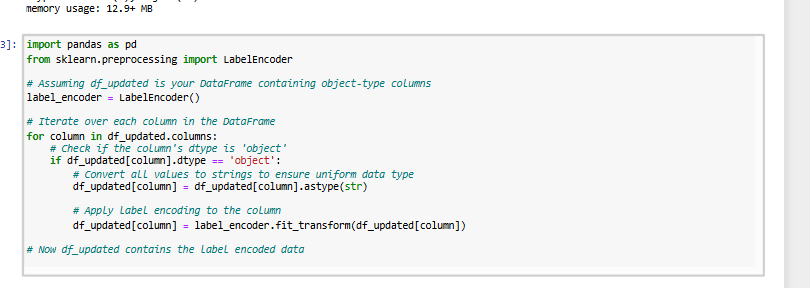 memory usage: 12.9+ MB
3]: import pandas as pd
from sklearn.preprocessing import LabelEncoder
# Assuming df_updated is your DataFrame containing object-type columns
label_encoder = LabelEncoder()
# Iterate over each column in the DataFrame
for column in df_updated.columns:
# Check if the column's dtype is 'object'
if df_updated[column].dtype == 'object':
# Convert all values to strings to ensure uniform data type
df_updated[column] = df_updated[column].astype(str)
# Apply label encoding to the column
df_updated[column] = label_encoder.fit_transform(df_updated[column])
# Now df_updated contains the label encoded data